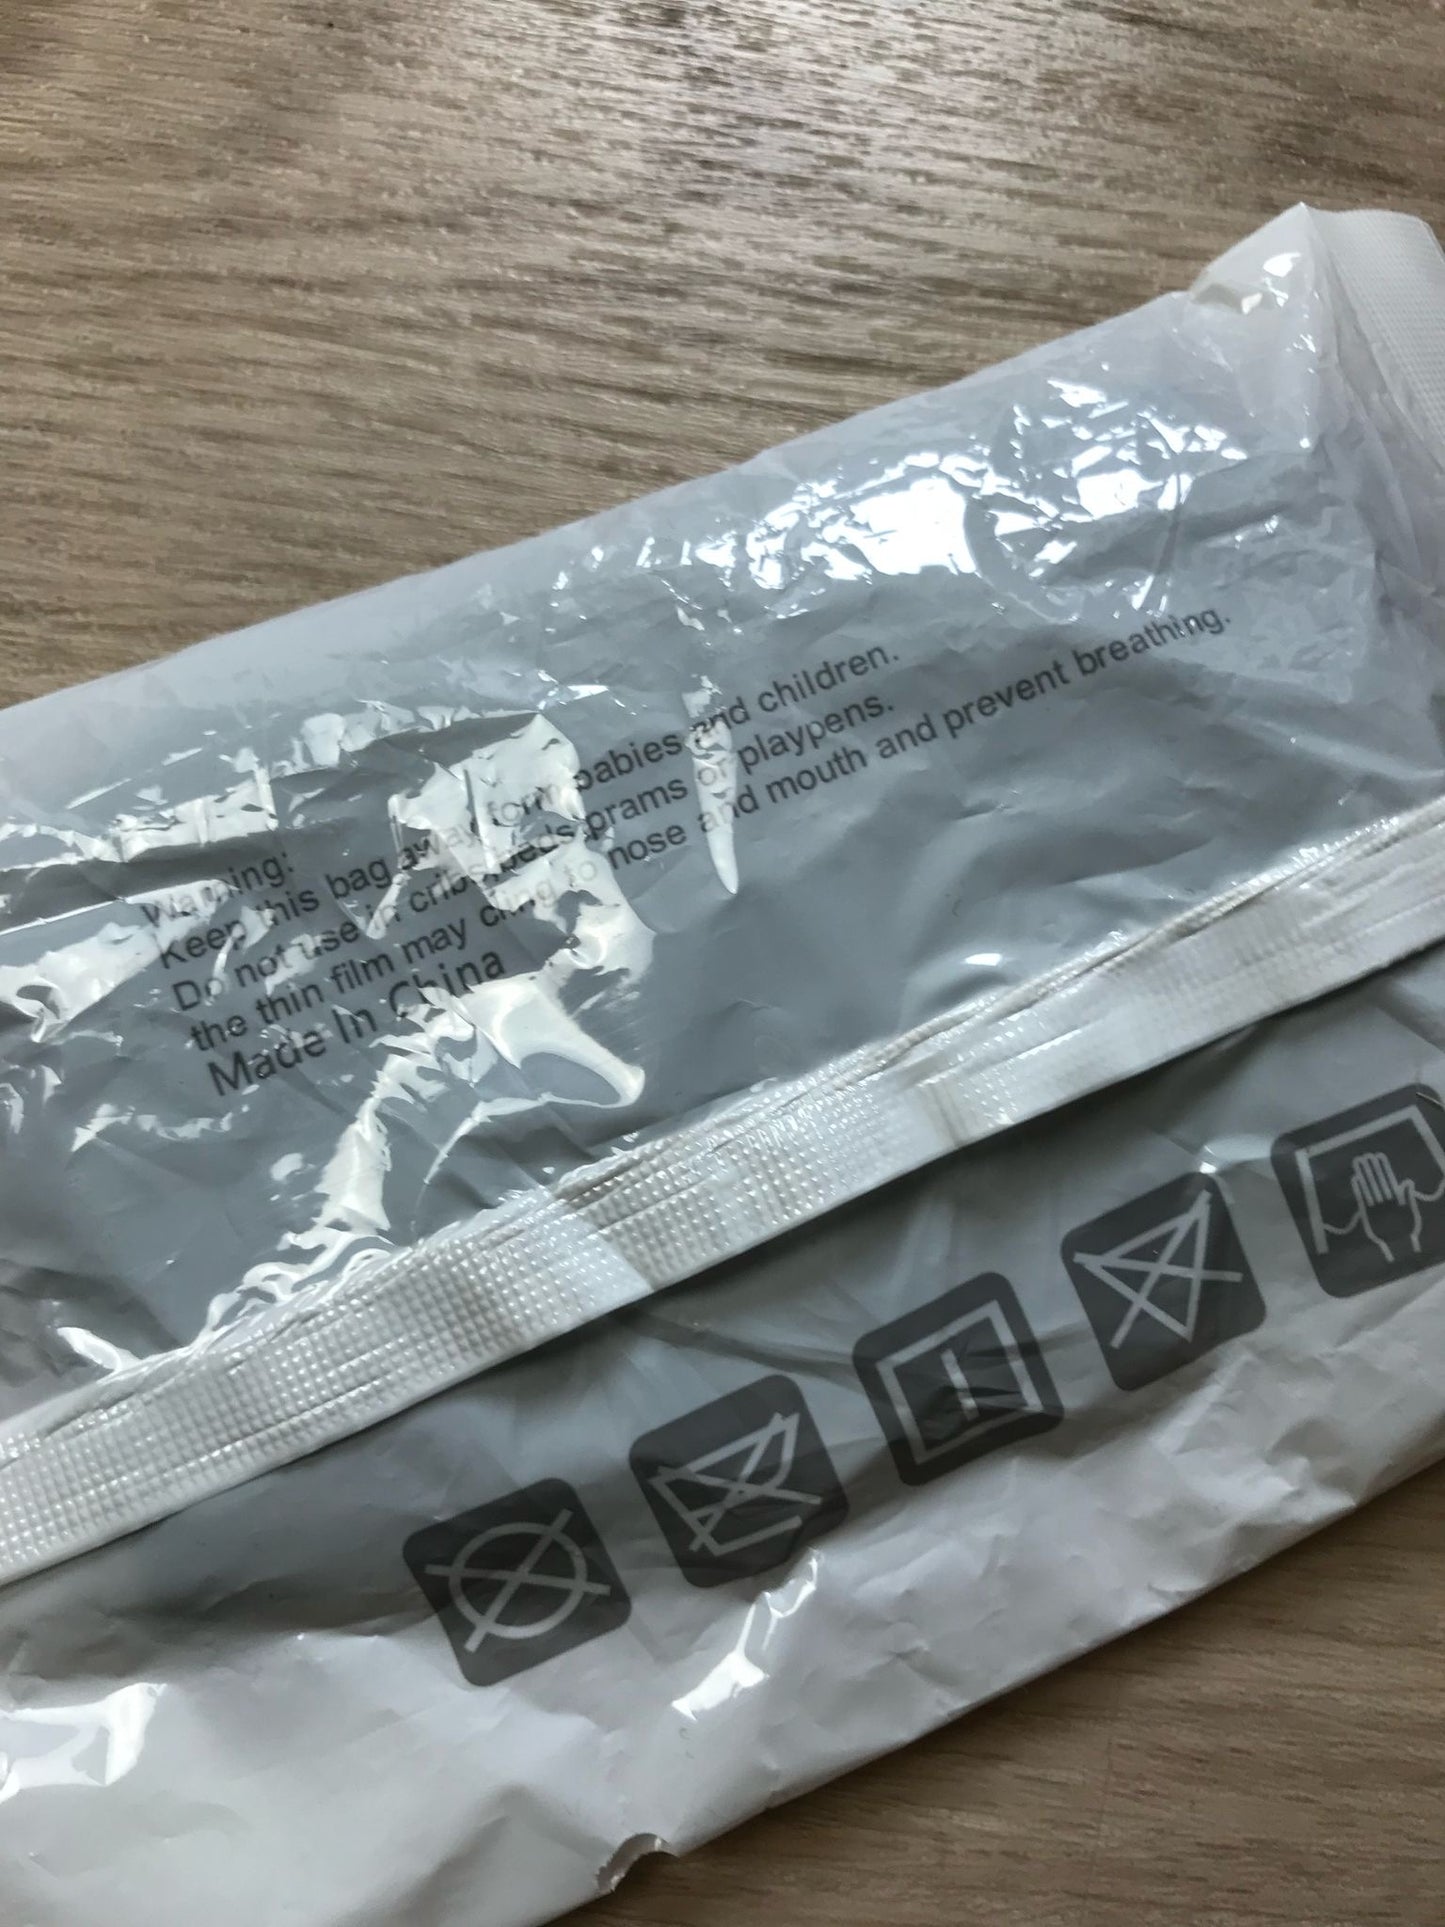 Warning:
Keep this bag away form babies and children.
Do not use in cribs,beds,prams or playpens.
the thin film may cling to nose and mouth and prevent breathing.
Made In China